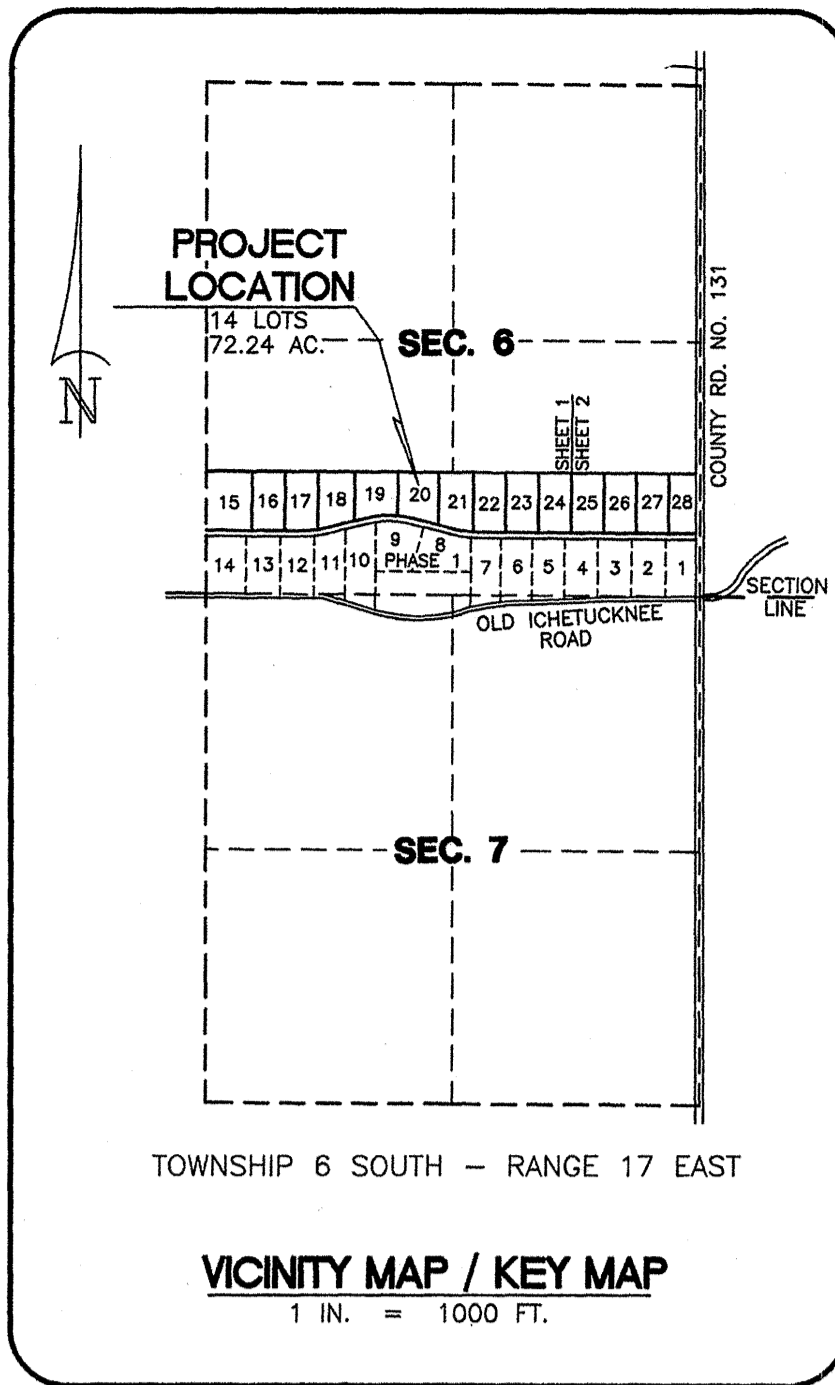 PROJECT
LOCATION
14 LOTS
72.24 AC.
N
SEC. 6
COUNTY RD. NO. 131
SHEET 1
SHEET 2
15 16 17 18 19 20 21 22 23 24 25 26 27 28
14 13 12 11 10 9 8 7 6 5 4 3 2 1
PHASE 1
SECTION
LINE
OLD ICHETUCKNEE
ROAD
SEC. 7
TOWNSHIP 6 SOUTH – RANGE 17 EAST
VICINITY MAP / KEY MAP
1 IN. = 1000 FT.